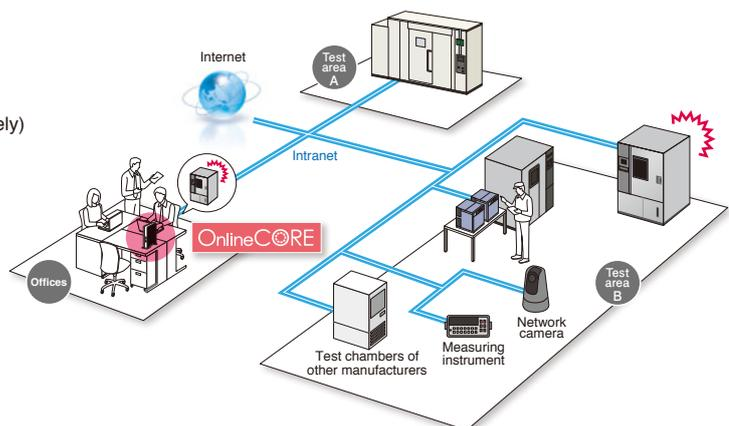 Internet
Test
area
A
ely)
Intranet
OnlineCORE
Offices
Test
area
B
Network
camera
Measuring
instrument
Test chambers of
other manufacturers